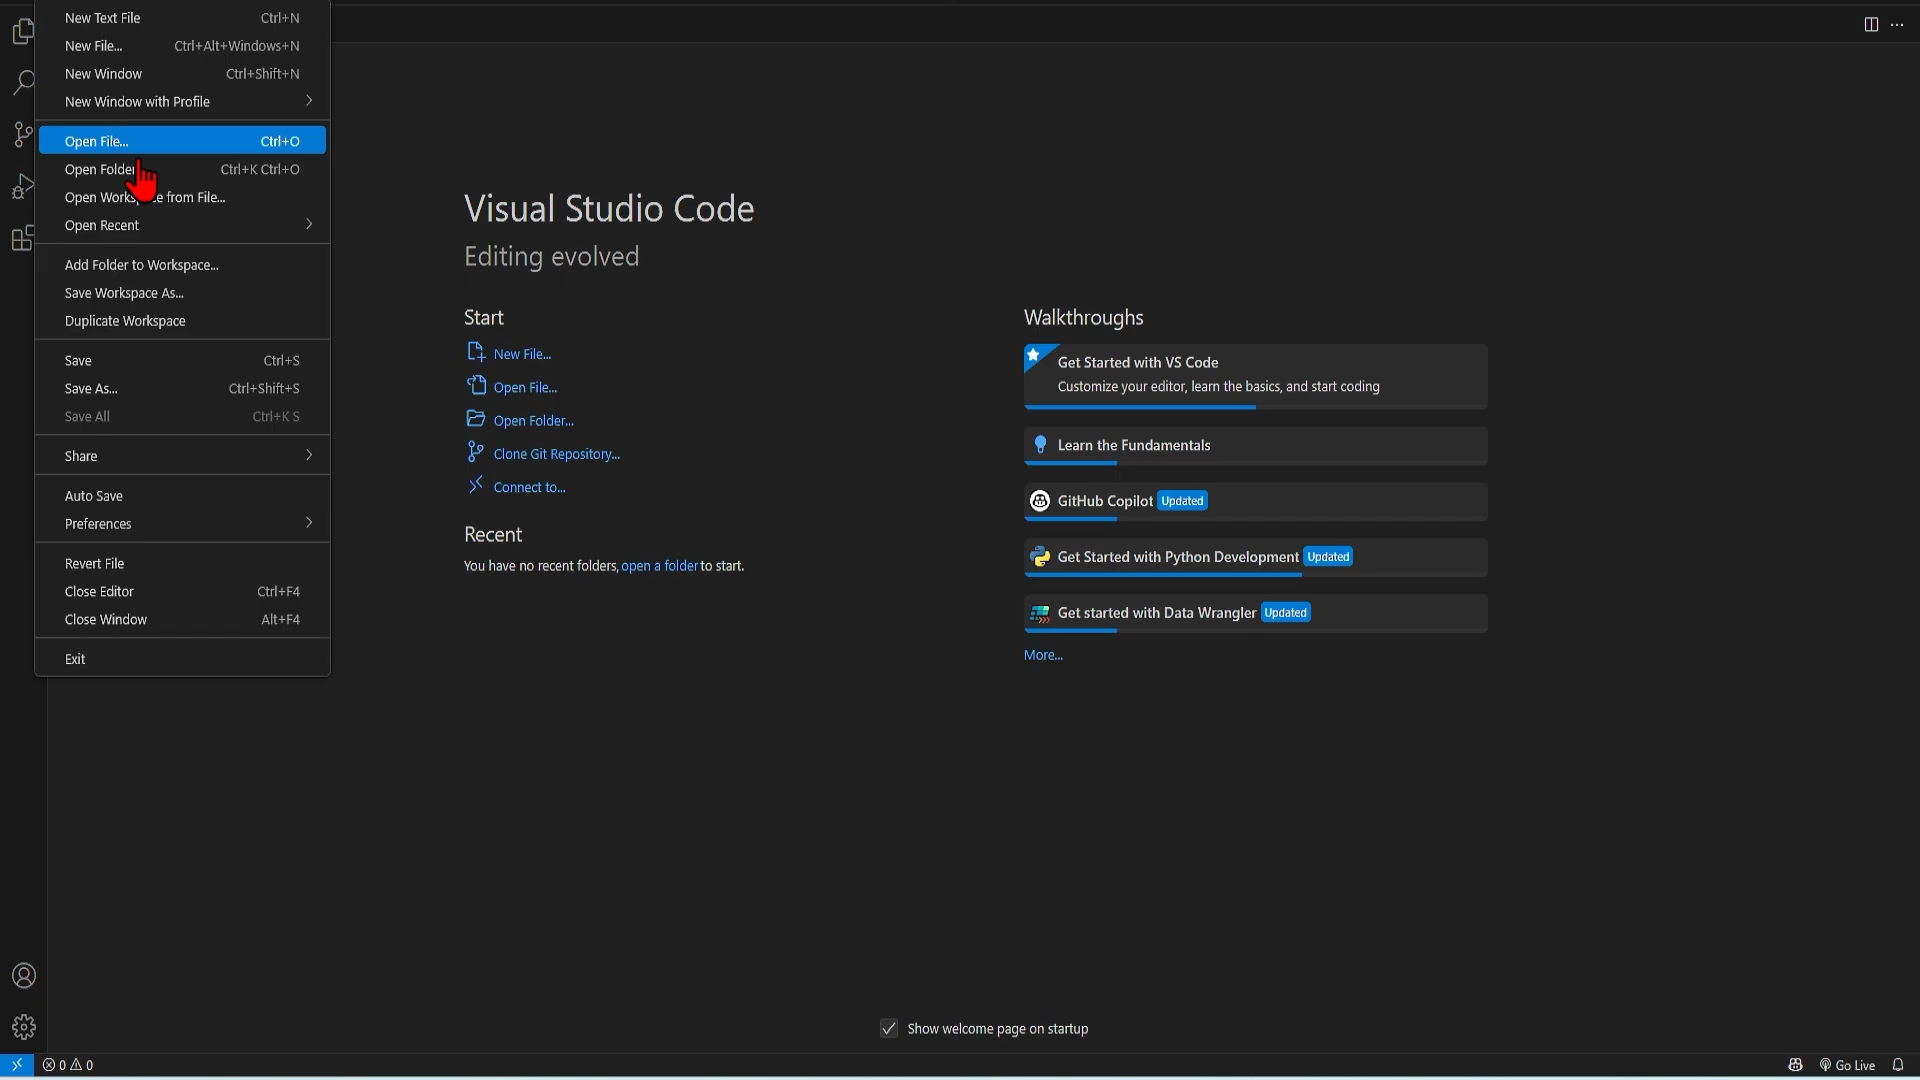 New Text File Ctrl+N
New File... Ctrl+Alt+Windows+N
New Window Ctrl+Shift+N
New Window with Profile
Open File... Ctrl+O
Open Folder Ctrl+K Ctrl+O
Open Workspace from File...
Open Recent
Add Folder to Workspace...
Save Workspace As...
Duplicate Workspace
Save Ctrl+S
Save As... Ctrl+Shift+S
Save All Ctrl+K S
Share
Auto Save
Preferences
Revert File
Close Editor Ctrl+F4
Close Window Alt+F4
Exit
Visual Studio Code
Editing evolved
Start
New File...
Open File...
Open Folder...
Clone Git Repository...
Connect to...
Recent
You have no recent folders, open a folder to start.
Walkthroughs
Get Started with VS Code
Customize your editor, learn the basics, and start coding
Learn the Fundamentals
GitHub Copilot Updated
Get Started with Python Development Updated
Get started with Data Wrangler Updated
More...
Show welcome page on startup
0 0
Go Live